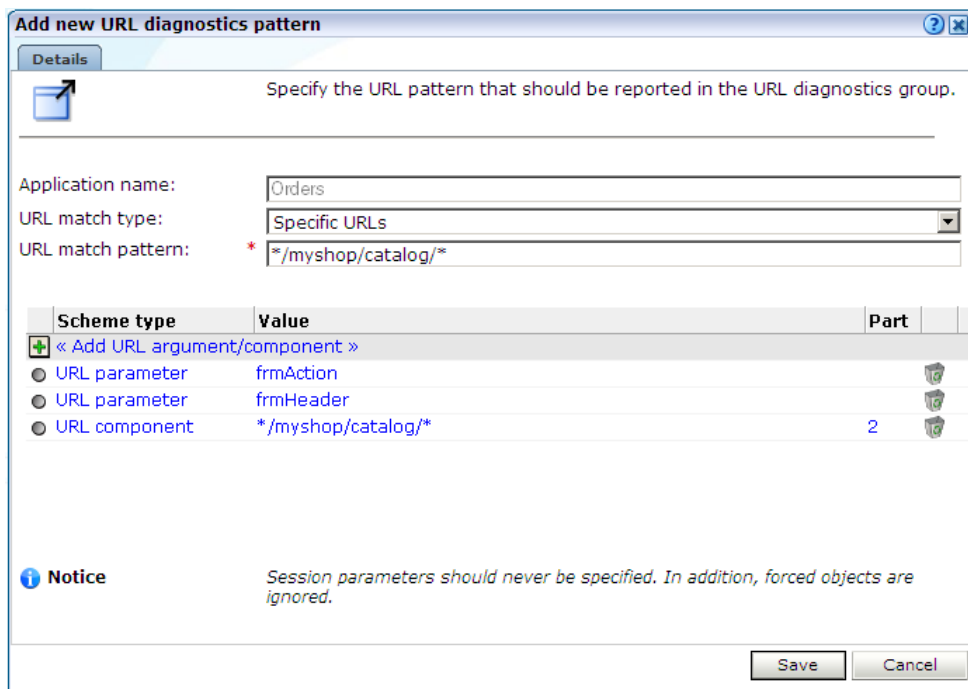 Add new URL diagnostics pattern
Details
Specify the URL pattern that should be reported in the URL diagnostics group.
Application name: Orders
URL match type: Specific URLs
URL match pattern: * */myshop/catalog/*
Scheme type Value Part
« Add URL argument/component »
URL parameter frmAction
URL parameter frmHeader
URL component */myshop/catalog/* 2
Notice Session parameters should never be specified. In addition, forced objects are
ignored.
Save Cancel